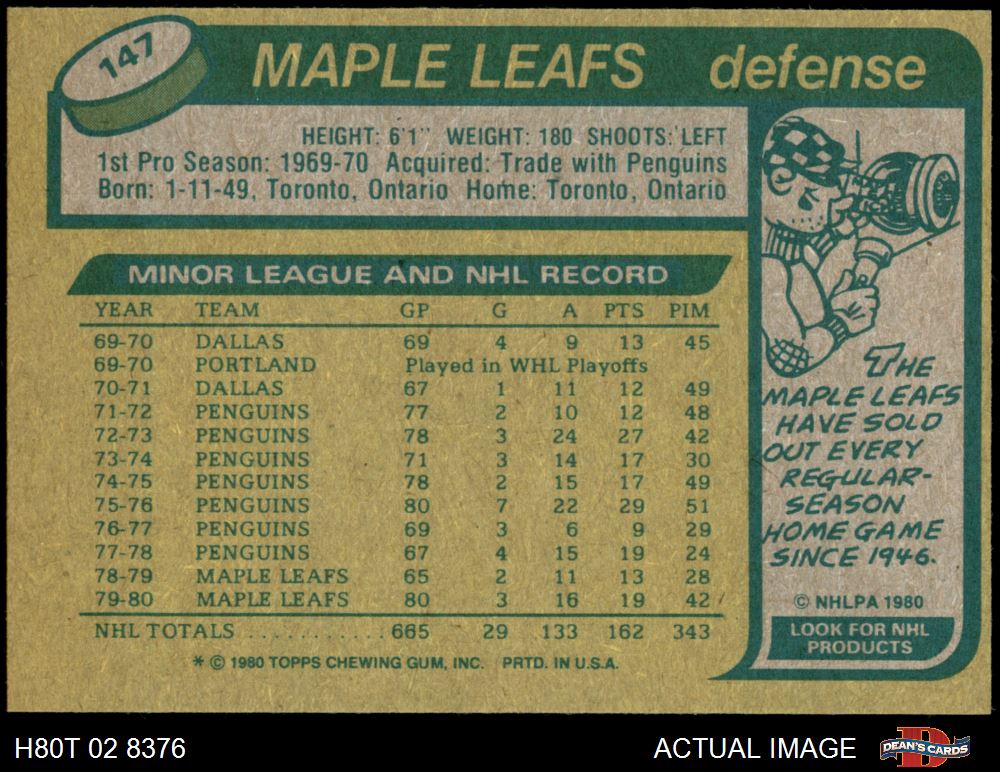 147
MAPLE LEAFS defense
HEIGHT: 6'1" WEIGHT: 180 SHOOTS: LEFT
1st Pro Season: 1969-70 Acquired: Trade with Penguins
Born: 1-11-49, Toronto, Ontario Home: Toronto, Ontario
MINOR LEAGUE AND NHL RECORD
YEAR TEAM GP G A PTS PIM
69-70 DALLAS 69 4 9 13 45
69-70 PORTLAND Played in WHL Playoffs
70-71 DALLAS 67 1 11 12 49
71-72 PENGUINS 77 2 10 12 48
72-73 PENGUINS 78 3 24 27 42
73-74 PENGUINS 71 3 14 17 30
74-75 PENGUINS 78 2 15 17 49
75-76 PENGUINS 80 7 22 29 51
76-77 PENGUINS 69 3 6 9 29
77-78 PENGUINS 67 4 15 19 24
78-79 MAPLE LEAFS 65 2 11 13 28
79-80 MAPLE LEAFS 80 3 16 19 42
NHL TOTALS ............665 29 133 162 343
* © 1980 TOPPS CHEWING GUM, INC. PRTD. IN U.S.A.
THE
MAPLE LEAFS
HAVE SOLD
OUT EVERY
REGULAR-
SEASON
HOME GAME
SINCE 1946.
© NHLPA 1980
LOOK FOR NHL
PRODUCTS
H80T 02 8376
ACTUAL IMAGE
D
DEAN'S CARDS